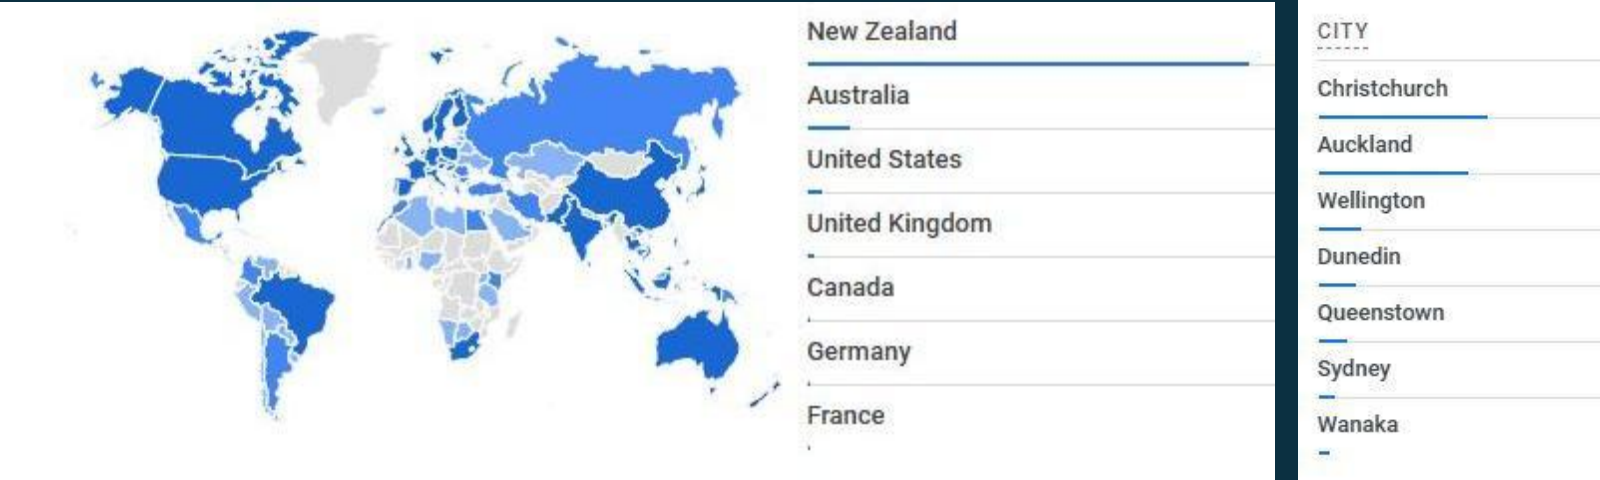 New Zealand
Australia
United States
United Kingdom
Canada
Germany
France
CITY
Christchurch
Auckland
Wellington
Dunedin
Queenstown
Sydney
Wanaka